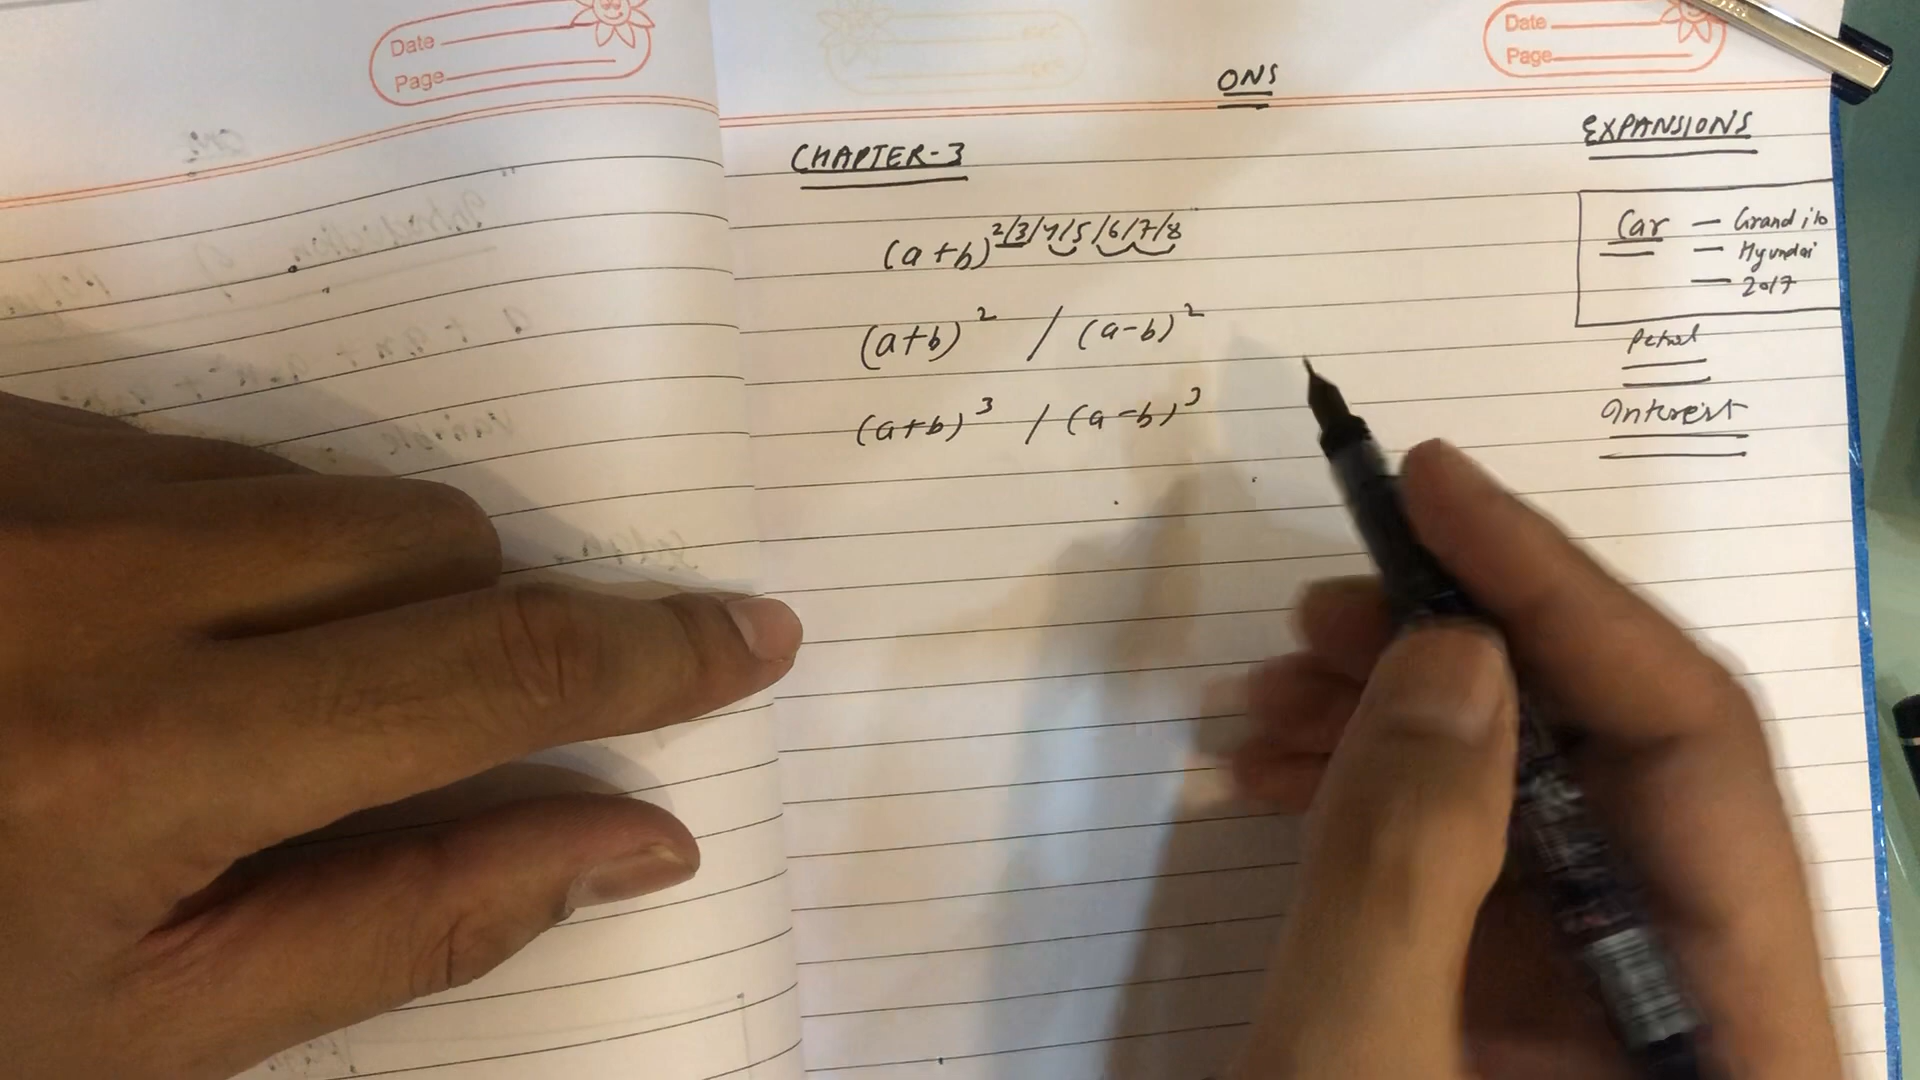 Date
Page
Date
Page
ONS
CHAPTER-3
EXPANSIONS
(a+b)^2/3/4/5/6/7/8
(a+b)^2 / (a-b)^2
(a+b)^3 / (a-b)^3
Car — Grand i10
— Hyundai
— 2017
Petrol
Interest